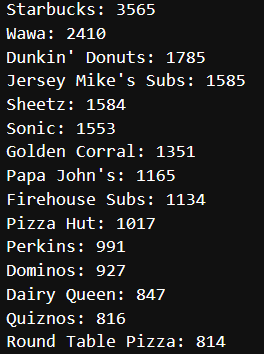 Starbucks: 3565
Wawa: 2410
Dunkin' Donuts: 1785
Jersey Mike's Subs: 1585
Sheetz: 1584
Sonic: 1553
Golden Corral: 1351
Papa John's: 1165
Firehouse Subs: 1134
Pizza Hut: 1017
Perkins: 991
Dominos: 927
Dairy Queen: 847
Quiznos: 816
Round Table Pizza: 814